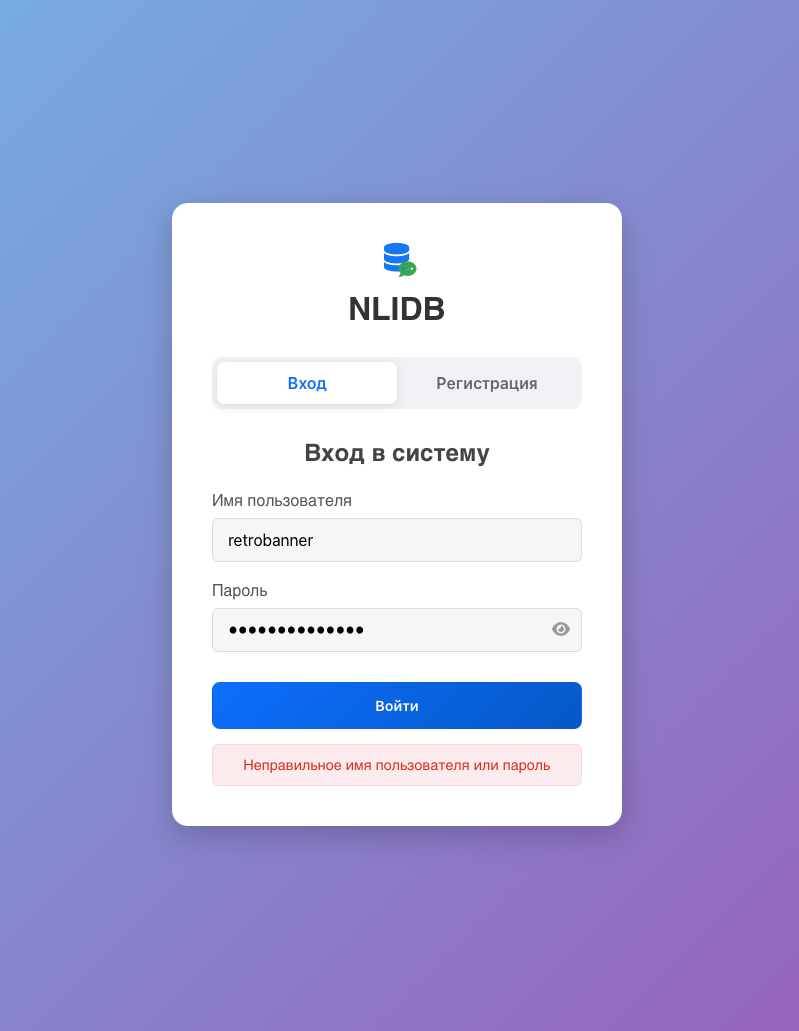 NLIDB
Вход
Регистрация
Вход в систему
Имя пользователя
retrobanner
Пароль
••••••••••••••
Войти
Неправильное имя пользователя или пароль